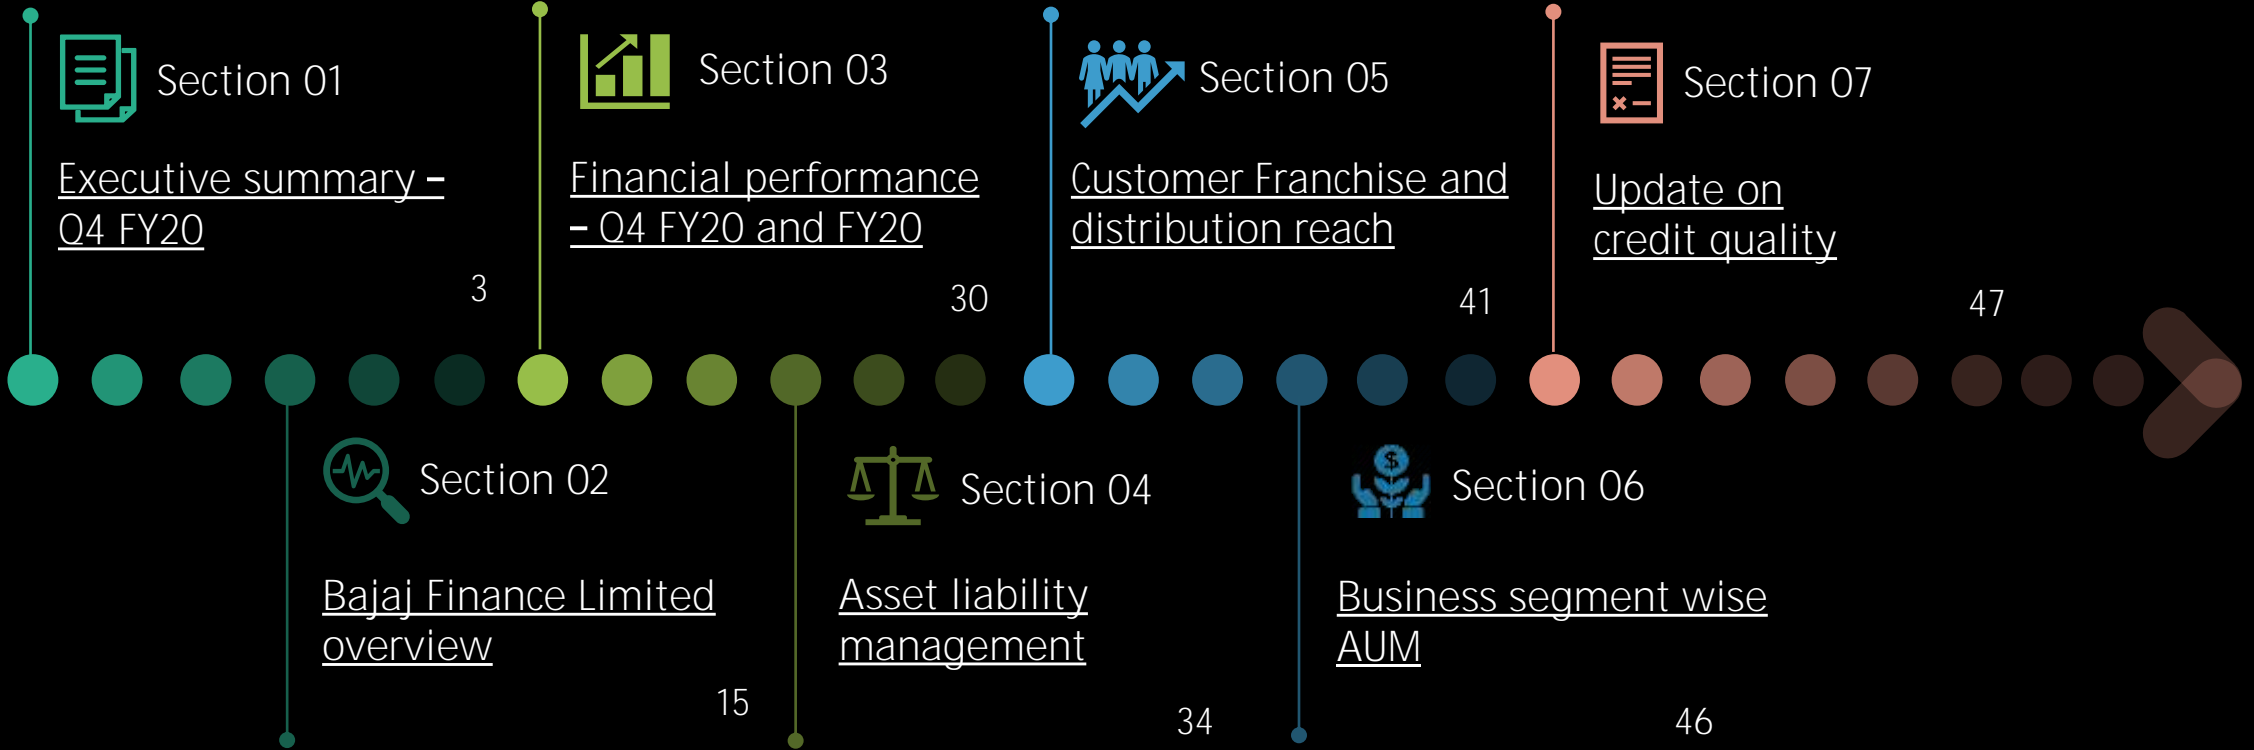 Section 01
Executive summary –
Q4 FY20
3
Section 02
Bajaj Finance Limited
overview
15
Section 03
Financial performance
– Q4 FY20 and FY20
30
Section 04
Asset liability
management
34
Section 05
Customer Franchise and
distribution reach
41
Section 06
$
Business segment wise
AUM
46
Section 07
Update on
credit quality
47